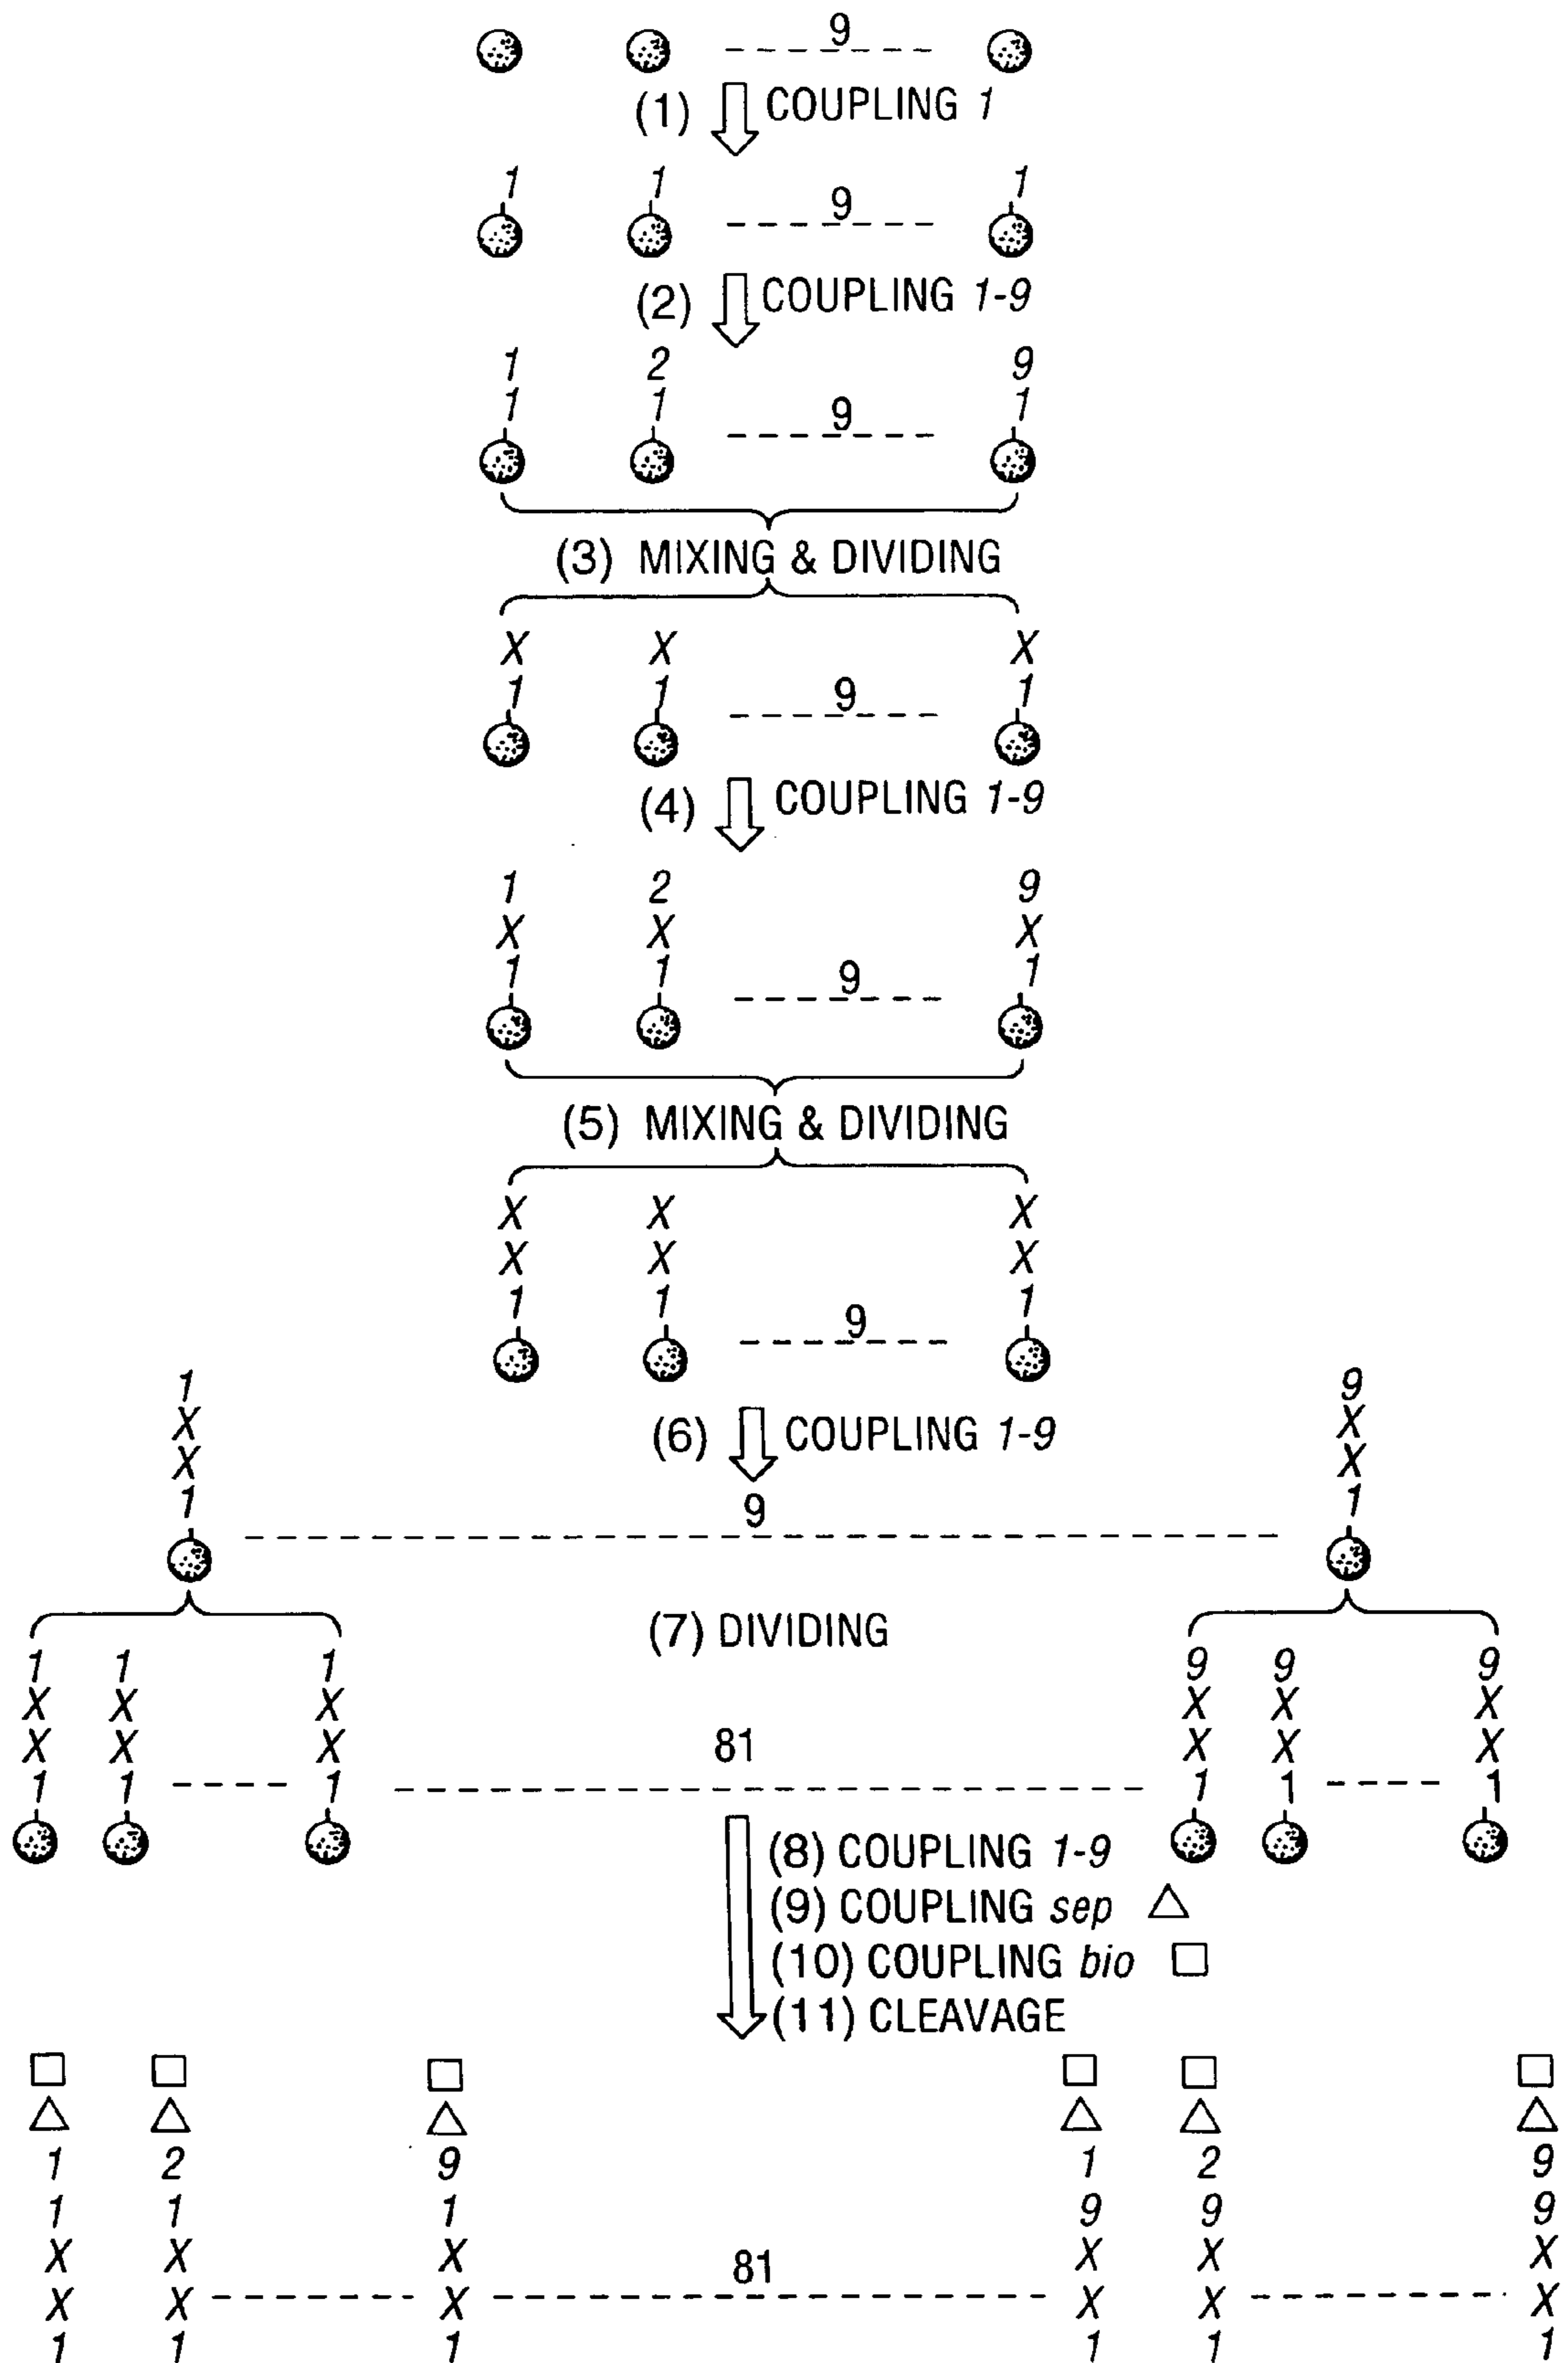 9
(1) COUPLING 1
1 1 9 1
(2) COUPLING 1-9
1 2 9
1 1 9 1
(3) MIXING & DIVIDING
X X X
1 1 9 1
(4) COUPLING 1-9
1 2 9
X X X
1 1 9 1
(5) MIXING & DIVIDING
X X X
X X X
1 1 9 1
1 9
X (6) COUPLING 1-9 X
X X
1 9 1
(7) DIVIDING
1 1 1 9 9 9
X X X X X X
X X X 81 X X X
1 1 1 1 1 1
(8) COUPLING 1-9
(9) COUPLING sep △
(10) COUPLING bio □
(11) CLEAVAGE
1 2 9 1 2 9
1 1 1 9 9 9
X X X 81 X X X
X X X X X X
1 1 1 1 1 1